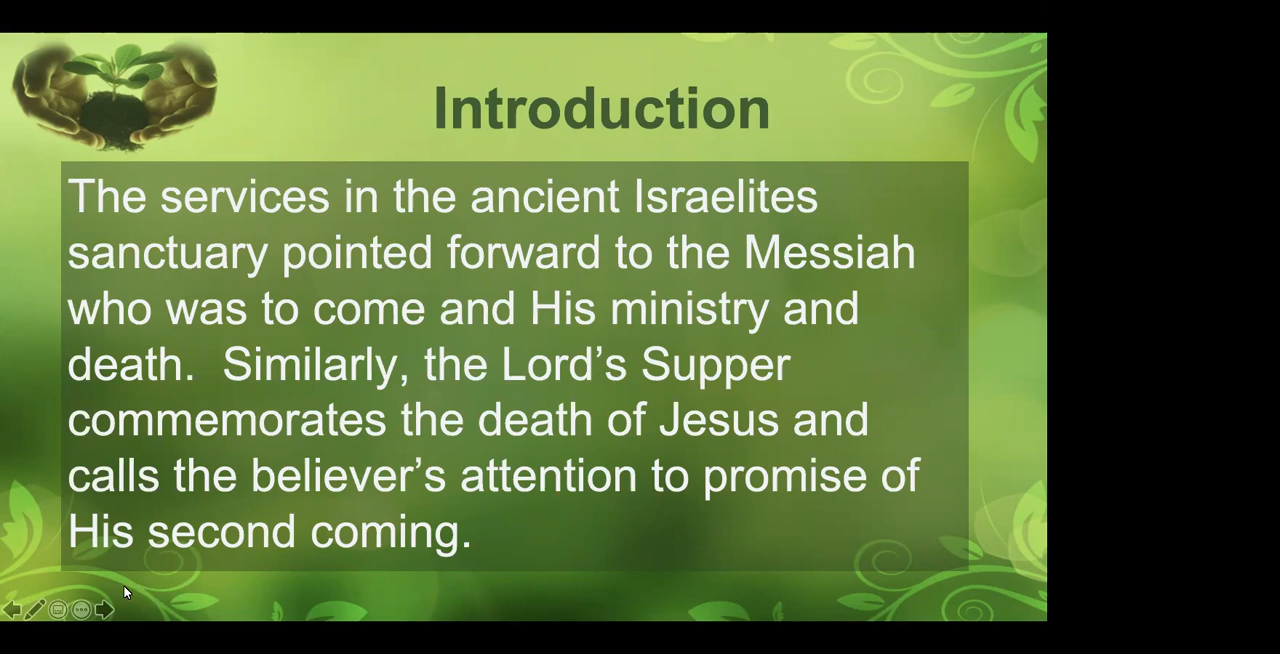 Introduction
The services in the ancient Israelites
sanctuary pointed forward to the Messiah
who was to come and His ministry and
death.  Similarly, the Lord’s Supper
commemorates the death of Jesus and
calls the believer’s attention to promise of
His second coming.